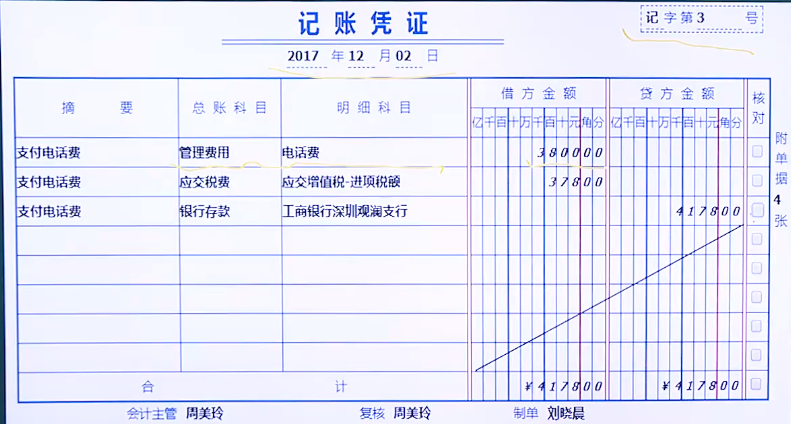 记账凭证
记 字第 3 号
2017 年 12 月 02 日
摘 要 总账科目 明细科目 借方金额 贷方金额 核对
亿千百十万千百十元角分 亿千百十万千百十元角分
支付电话费 管理费用 电话费 380000
支付电话费 应交税费 应交增值税-进项税额 37800
支付电话费 银行存款 工商银行深圳观澜支行 417800
合 计 ¥417800 ¥417800
附单据 4 张
会计主管 周美玲 复核 周美玲 制单 刘晓晨